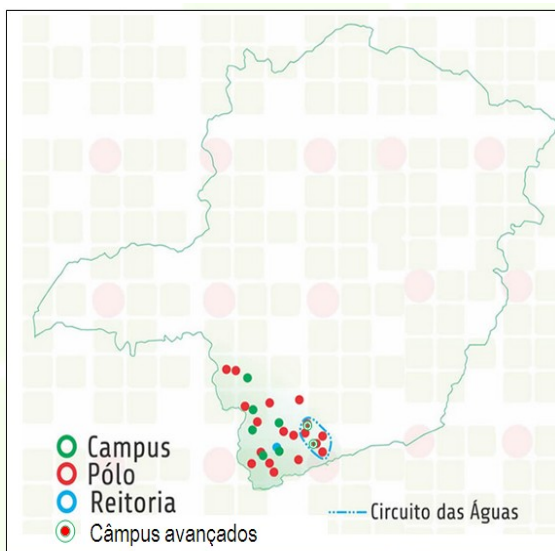 Campus
Pólo
Reitoria
Câmpus avançados
Circuito das Águas